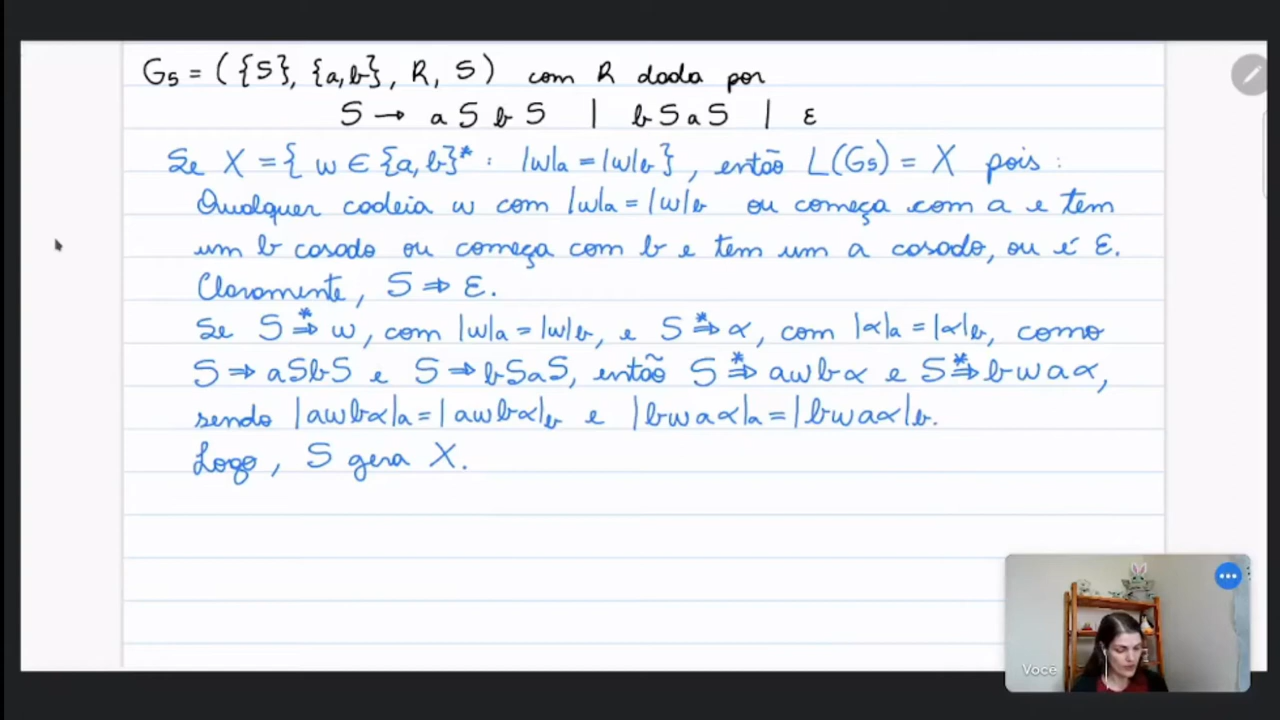 G₅ = ({S}, {a,b}, R, S) com R dada por
S → aSbS | bSaS | ε
Se X = { w ∈ {a,b}* : |w|a = |w|b }, então L(G₅) = X pois :
Qualquer cadeia w com |w|a = |w|b ou começa com a e tem
um b casado ou começa com b e tem um a casado, ou é ε.
Claramente, S ⇒ ε.
Se S ⇒* w, com |w|a = |w|b, e S ⇒* α, com |α|a = |α|b, como
S ⇒ aSbS e S ⇒ bSaS, então S ⇒* awbα e S ⇒* bwaα,
sendo |awbα|a = |awbα|b e |bwaα|a = |bwaα|b.
Logo, S gera X.
Você